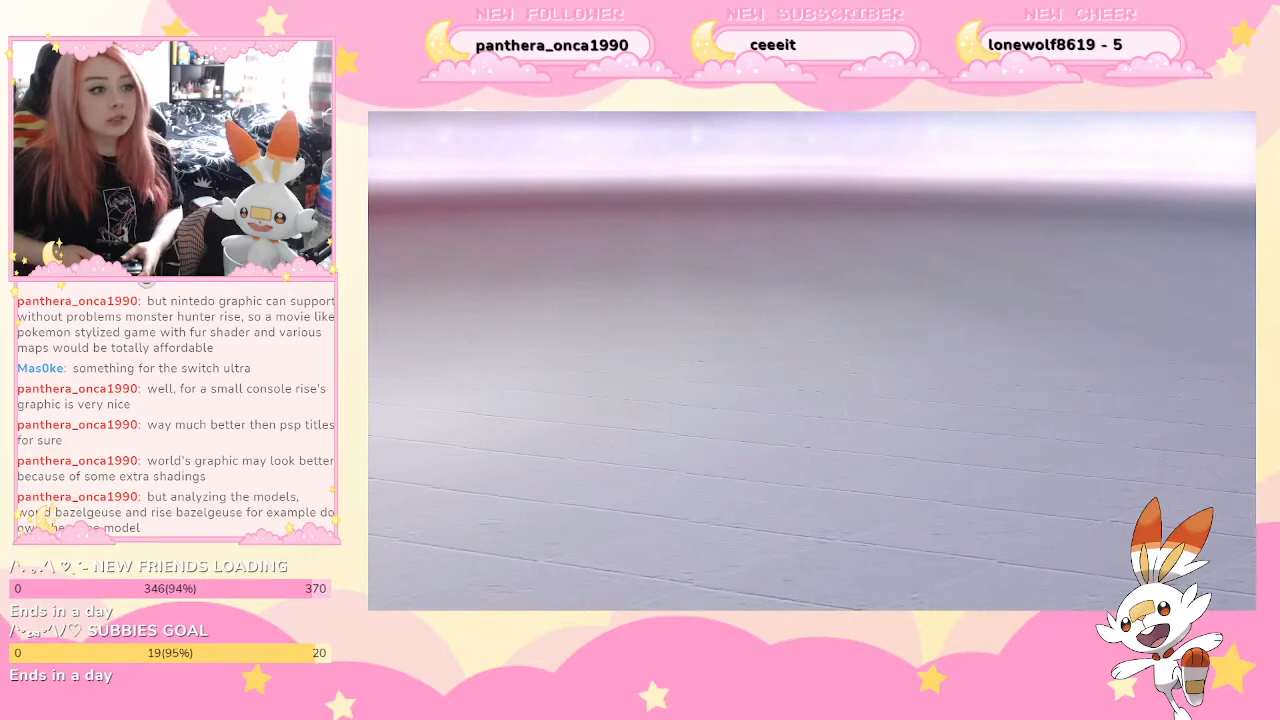 NEW FOLLOWER
NEW SUBSCRIBER
NEW CHEER
panthera_onca1990
ceeeit
lonewolf8619 - 5
panthera_onca1990: but nintedo graphic can support
without problems monster hunter rise, so a movie like
pokemon stylized game with fur shader and various
maps would be totally affordable
Mas0ke: something for the switch ultra
panthera_onca1990: well, for a small console rise's
graphic is very nice
panthera_onca1990: way much better then psp titles
for sure
panthera_onca1990: world's graphic may look better
because of some extra shadings
panthera_onca1990: but analyzing the models,
world bazelgeuse and rise bazelgeuse for example do
model
NEW FRIENDS LOADING
0 346(94%) 370
Ends in a day
SUBBIES GOAL
0 19(95%) 20
Ends in a day